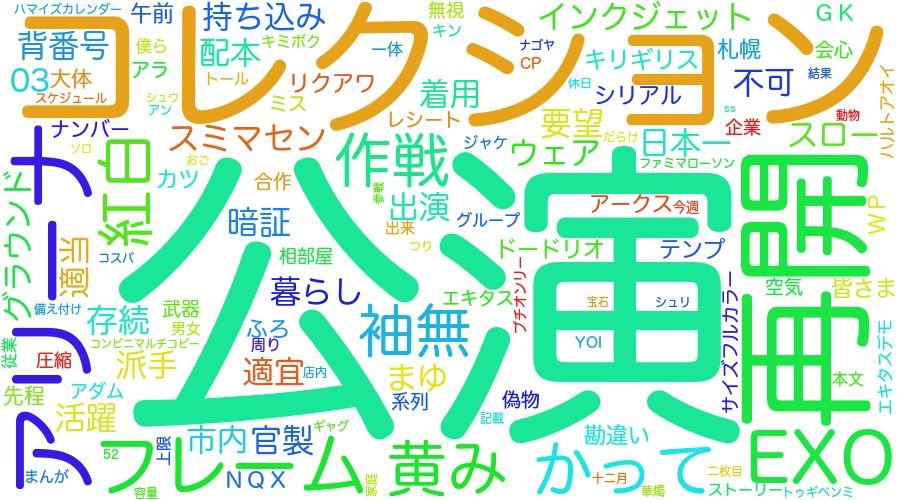 ハマイズカレンダー
午前
持ち込み
無視
キン
インクジェット
GK
背番号
僕ら
配本
キミボク
一体
コレクション
ナゴヤ
CP
キリギリス
札幌
会心
03
大体
アラ
トール
リクアワ
休日
不可
結果
スケジュール
シュウ
アン
ミス
着用
シリアル
ss
動物
ハルトアオイ
ナンバー
スミマセン
レシート
要望
だらけ
日本一
企業
スロー
ソロ
おご
作戦
ジャケ
ウェア
ファミマローソン
紅白
カツ
合作
参戦
出演
グループ
アークス
今週
開
WP
グラウンド
アリーナ
暗証
出来
つり
ドードリオ
テンプ
適当
コスパ
相部屋
公演
プチオンリー
サイズフルカラー
空気
皆さま
備え付け
暮らし
エキタス
宝石
シュリ
存続
武器
男女
ふろ
袖無
YOI
再
エキタスデモ
コンビニマルチコピー
周り
従業
圧縮
派手
適宜
店内
まゆ
本文
先程
アダム
系列
偽物
活躍
記載
ギャグ
市内
官製
勘違い
EXO
上限
52
フレーム
黄み
かって
まんが
NQX
家庭
十二月
二枚目
容量
華燭
ストーリー
トゥギペンミ